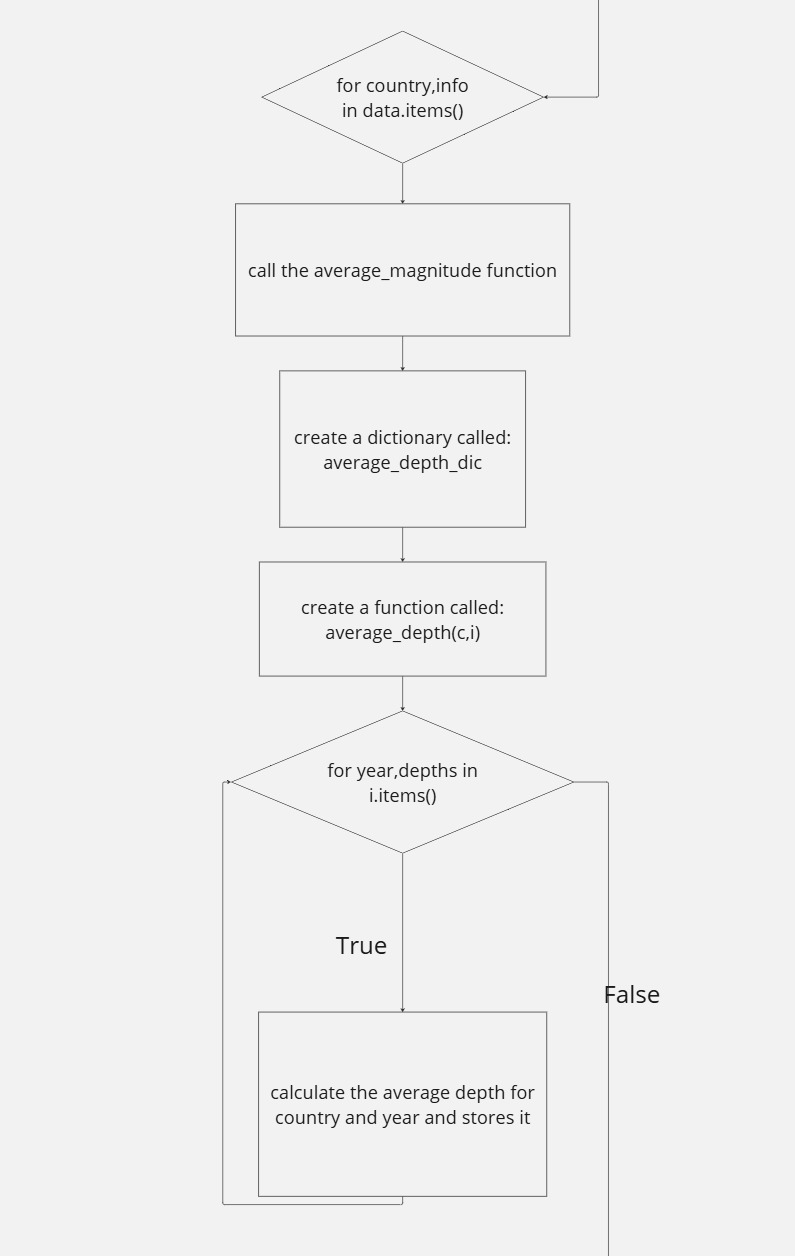 for country,info
in data.items()
call the average_magnitude function
create a dictionary called:
average_depth_dic
create a function called:
average_depth(c,i)
for year,depths in
i.items()
True
False
calculate the average depth for
country and year and stores it